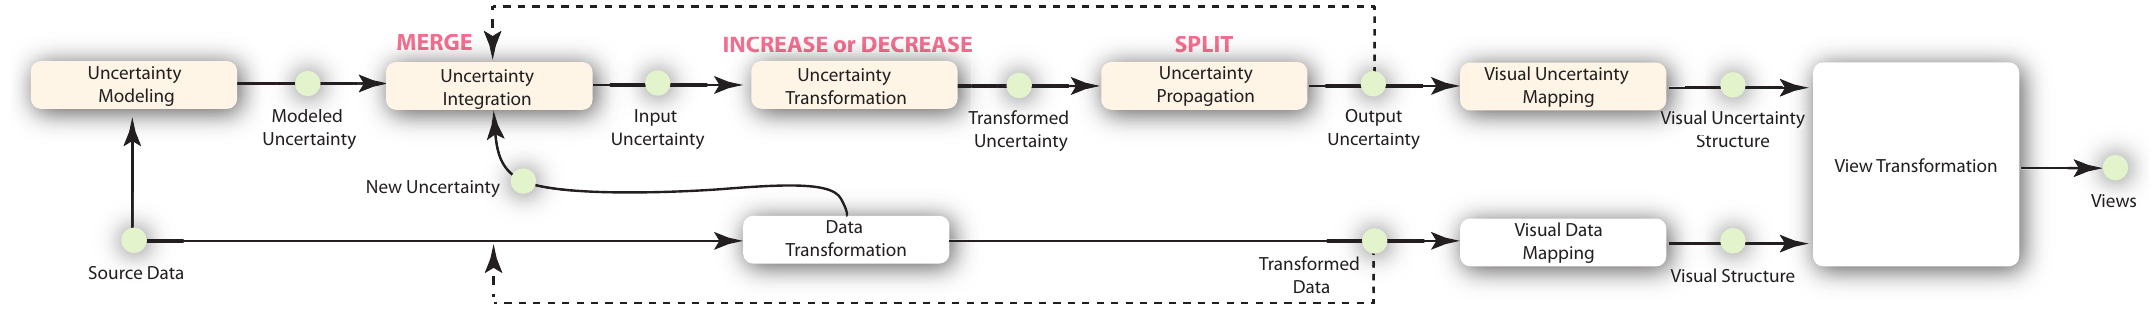 MERGE
INCREASE or DECREASE
SPLIT
Uncertainty
Modeling
Modeled
Uncertainty
Uncertainty
Integration
Input
Uncertainty
Uncertainty
Transformation
Transformed
Uncertainty
Uncertainty
Propagation
Output
Uncertainty
Visual Uncertainty
Mapping
Visual Uncertainty
Structure
View Transformation
Views
New Uncertainty
Source Data
Data
Transformation
Transformed
Data
Visual Data
Mapping
Visual Structure